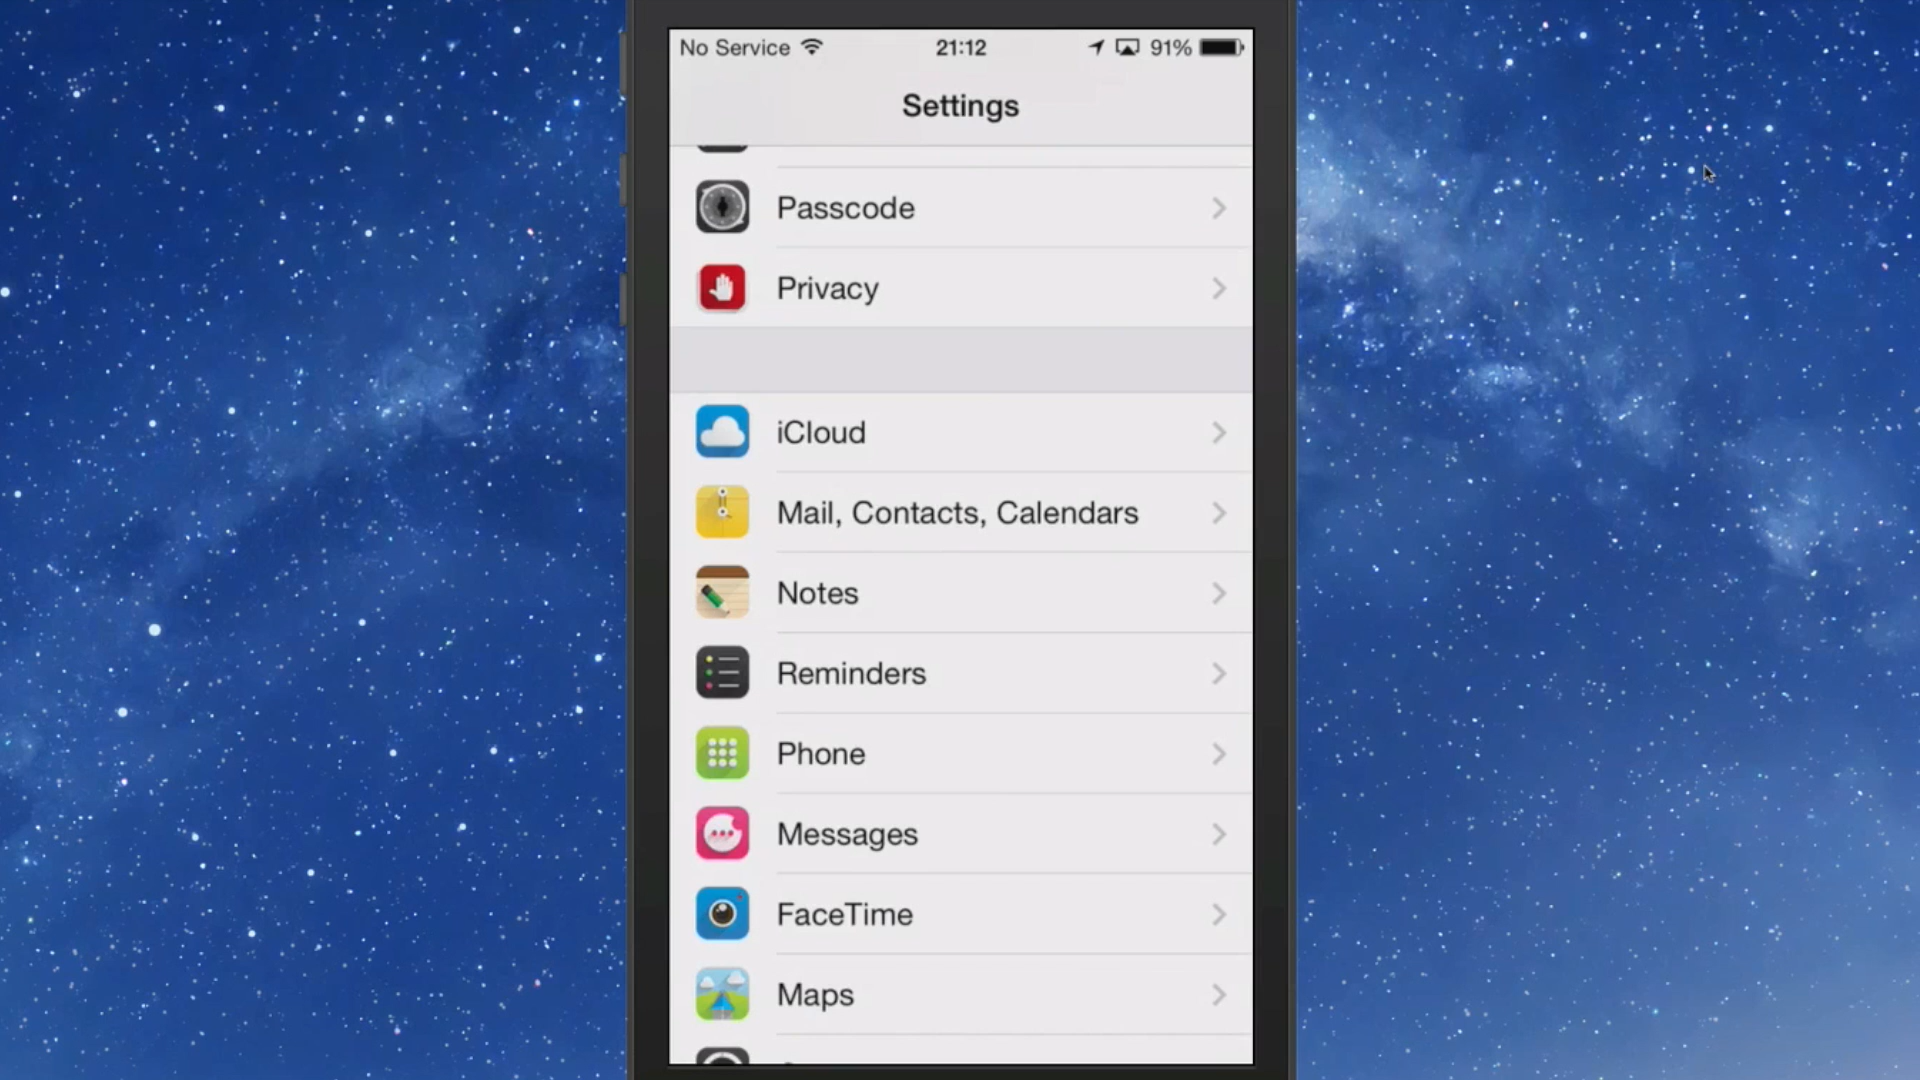 No Service 21:12 91%
Settings
Passcode
Privacy
iCloud
Mail, Contacts, Calendars
Notes
Reminders
Phone
Messages
FaceTime
Maps